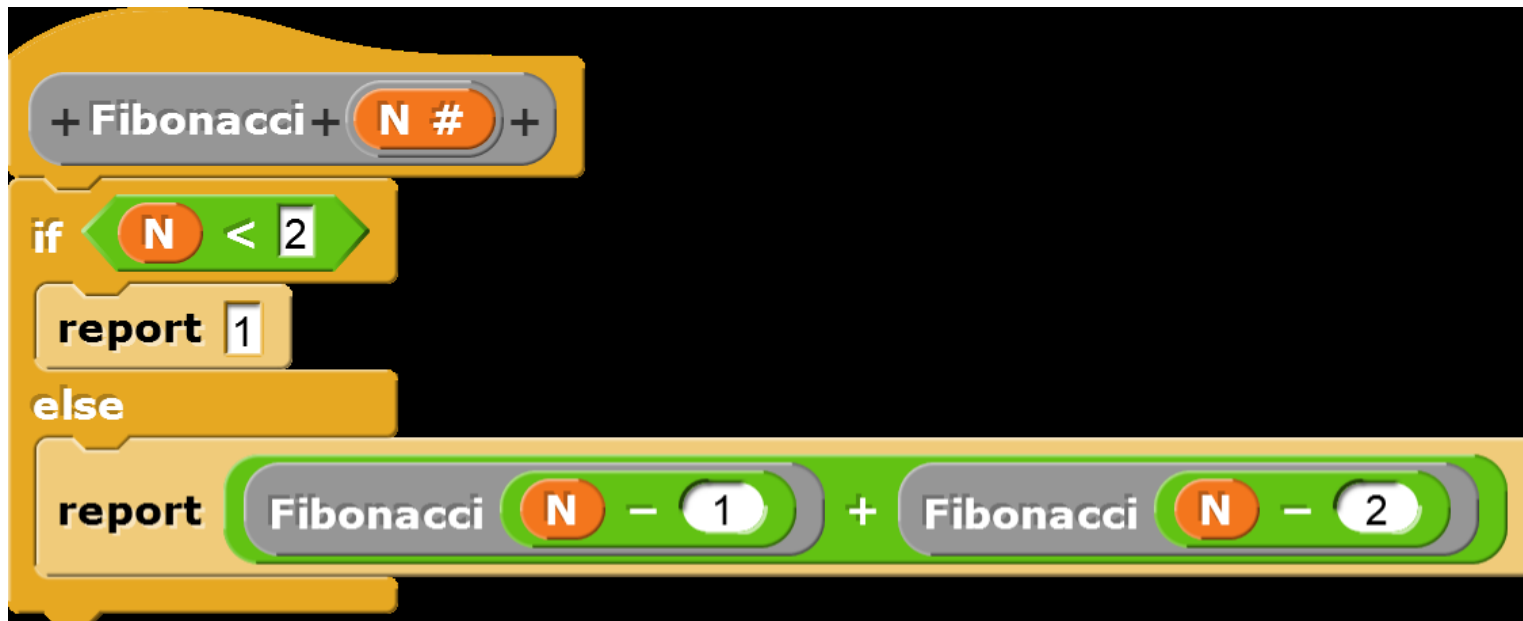 + Fibonacci + N # +
if N < 2
report 1
else
report Fibonacci N − 1 + Fibonacci N − 2